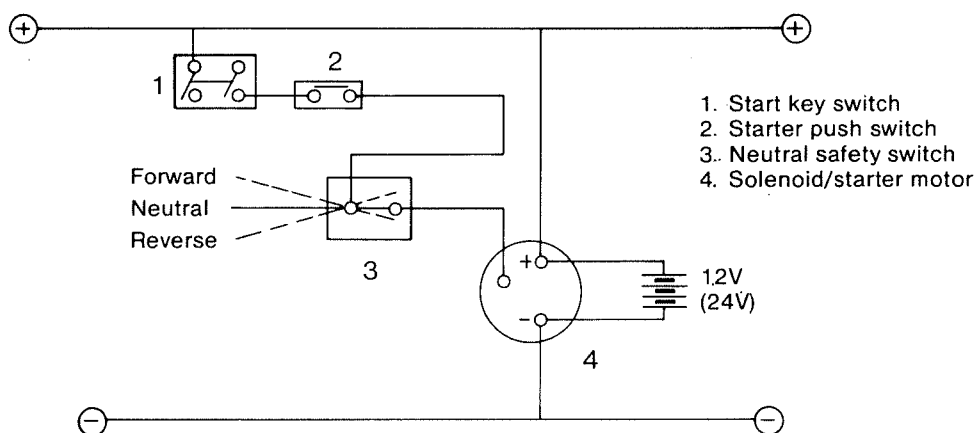 +
+
1
2
1. Start key switch
2. Starter push switch
3. Neutral safety switch
4. Solenoid/starter motor
Forward
Neutral
Reverse
3
+
-
12V
(24V)
4
−
−